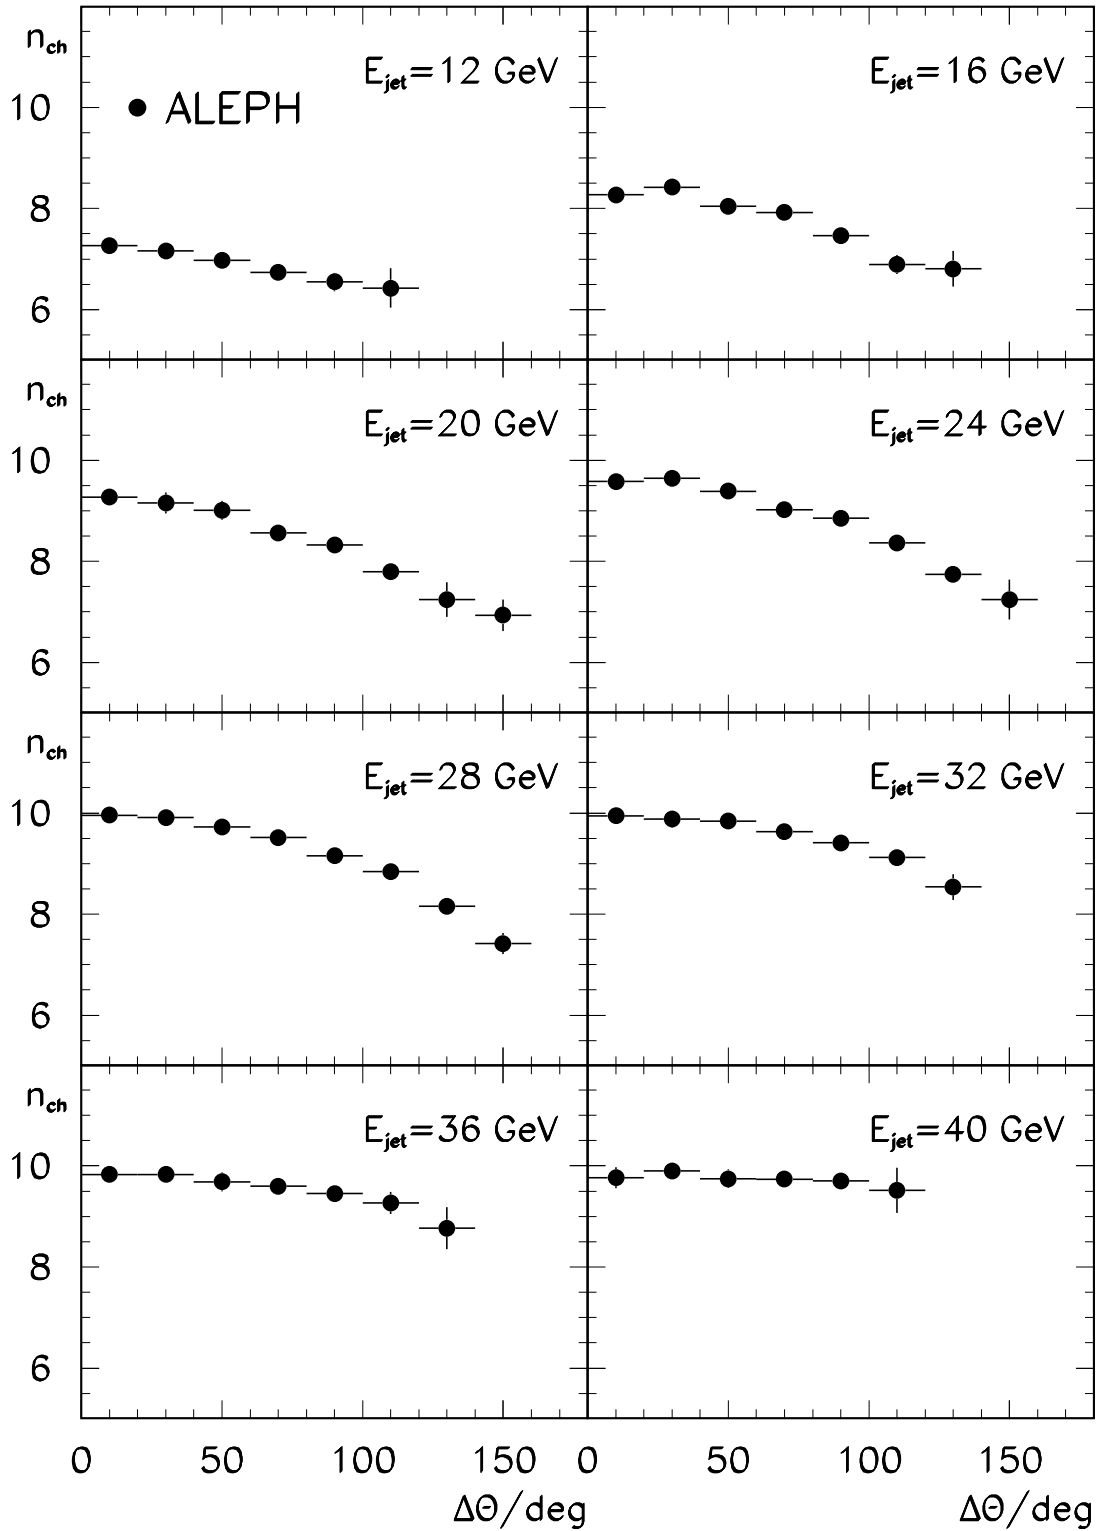 n_ch
E_jet=12 GeV
E_jet=16 GeV
10
ALEPH
8
6
n_ch
E_jet=20 GeV
E_jet=24 GeV
10
8
6
n_ch
E_jet=28 GeV
E_jet=32 GeV
10
8
6
n_ch
E_jet=36 GeV
E_jet=40 GeV
10
8
6
0 50 100 150 0 50 100 150
ΔΘ/deg ΔΘ/deg